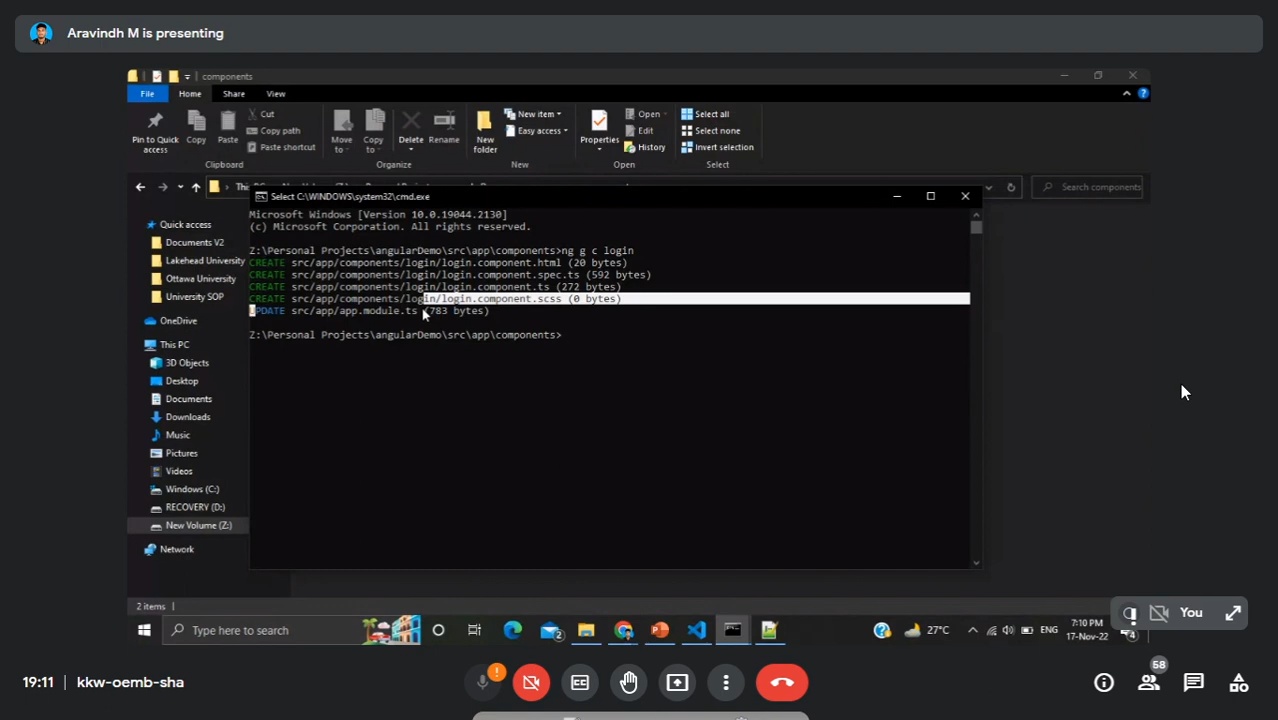 Aravindh M is presenting
components
File Home Share View
Pin to Quick access
Copy
Paste
Cut
Copy path
Paste shortcut
Clipboard
Move to
Copy to
Delete
Rename
Organize
New folder
New item
Easy access
New
Properties
Open
Edit
History
Open
Select all
Select none
Invert selection
Select
Search components
Select C:\WINDOWS\system32\cmd.exe
Microsoft Windows [Version 10.0.19044.2130]
(c) Microsoft Corporation. All rights reserved.
Z:\Personal Projects\angularDemo\src\app\components>ng g c login
CREATE src/app/components/login/login.component.html (20 bytes)
CREATE src/app/components/login/login.component.spec.ts (592 bytes)
CREATE src/app/components/login/login.component.ts (272 bytes)
CREATE src/app/components/login/login.component.scss (0 bytes)
UPDATE src/app/app.module.ts (783 bytes)
Z:\Personal Projects\angularDemo\src\app\components>
Quick access
Documents V2
Lakehead University
Ottawa University
University SOP
OneDrive
This PC
3D Objects
Desktop
Documents
Downloads
Music
Pictures
Videos
Windows (C:)
RECOVERY (D:)
New Volume (Z:)
Network
2 items
You
Type here to search
2
27°C
ENG
7:10 PM
17-Nov-22
4
19:11 | kkw-oemb-sha
58